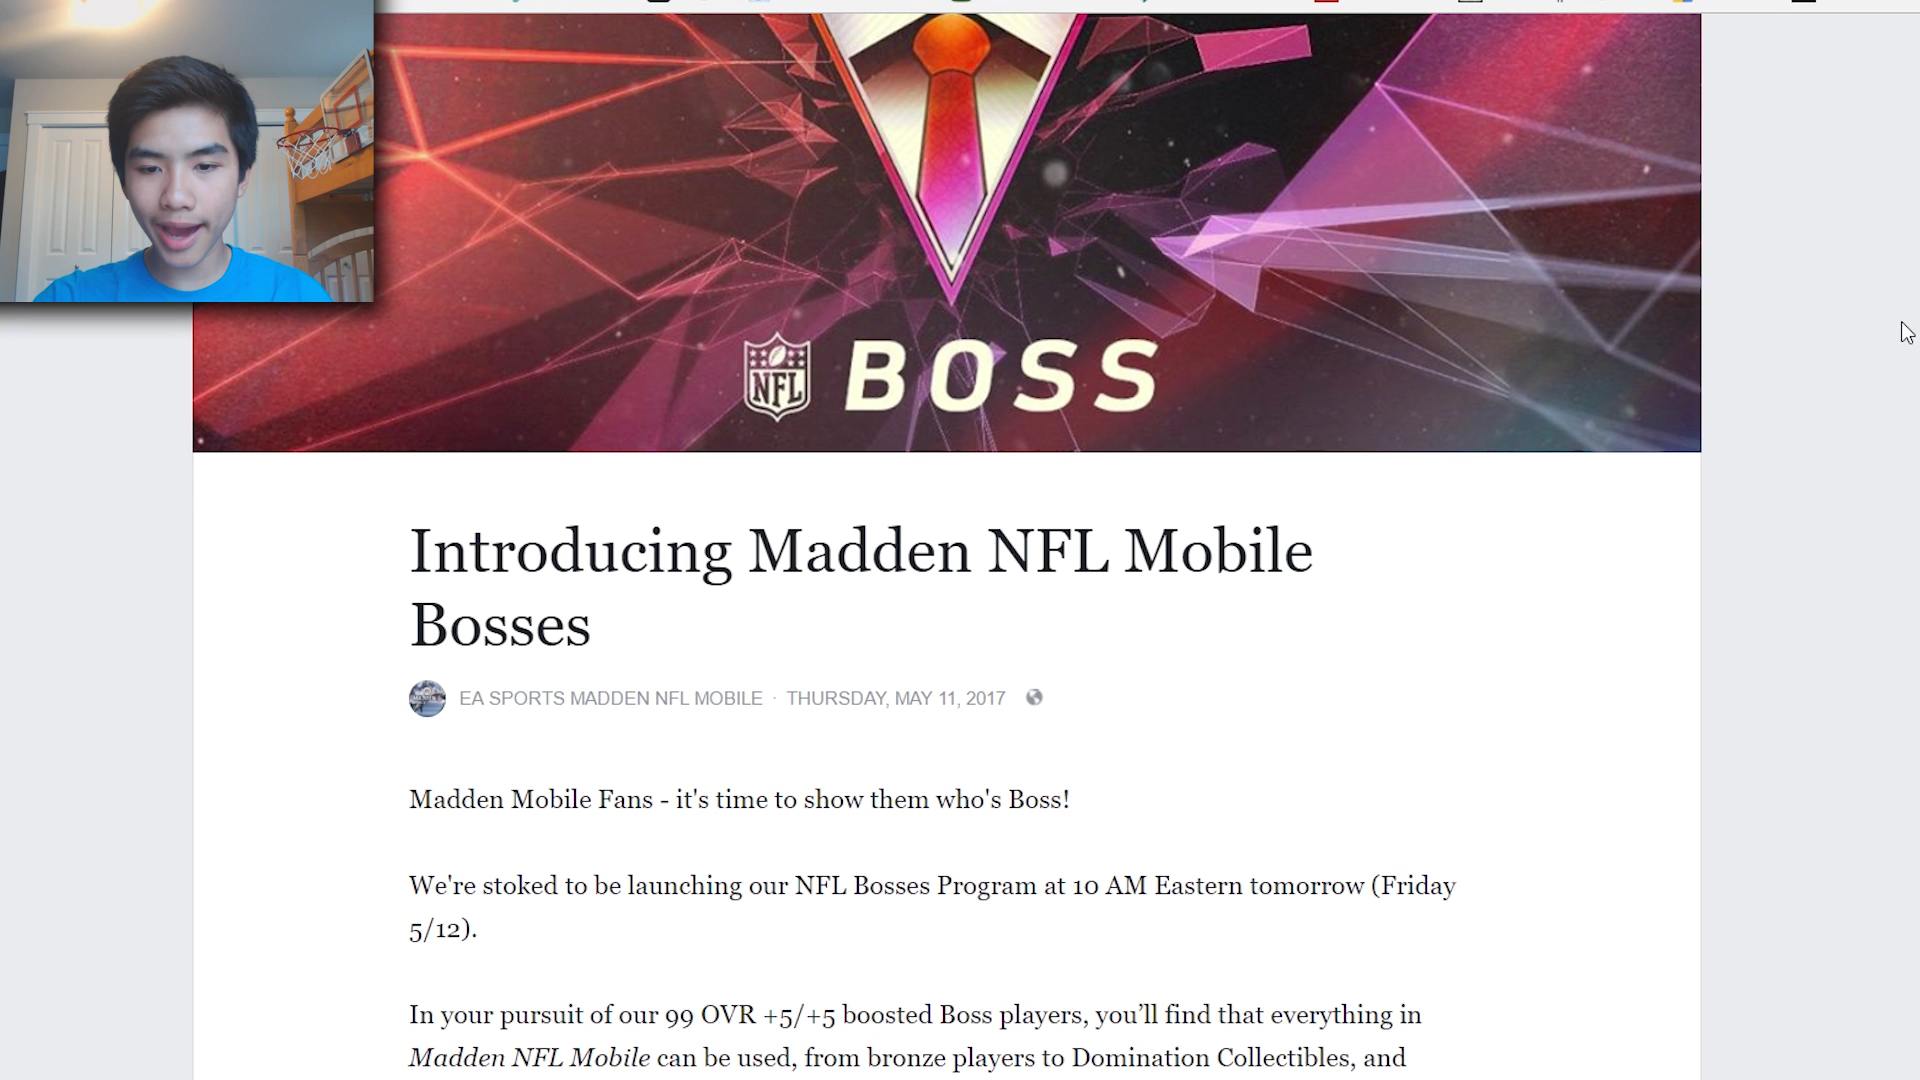 NFL BOSS
Introducing Madden NFL Mobile
Bosses
EA SPORTS MADDEN NFL MOBILE · THURSDAY, MAY 11, 2017
Madden Mobile Fans - it's time to show them who's Boss!
We're stoked to be launching our NFL Bosses Program at 10 AM Eastern tomorrow (Friday
5/12).
In your pursuit of our 99 OVR +5/+5 boosted Boss players, you’ll find that everything in
Madden NFL Mobile can be used, from bronze players to Domination Collectibles, and